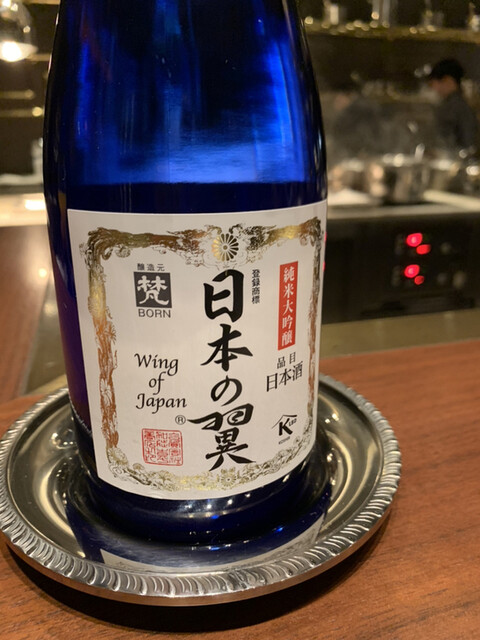 醸造元
梵
BORN
登録商標
日本の翼
Wing
of
Japan
®
純米大吟醸
品目
日本酒
K